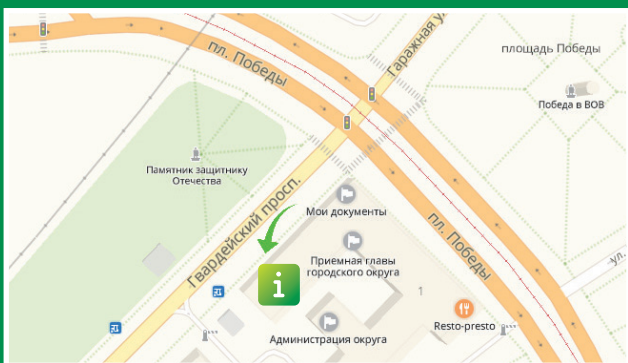 пл. Победы
Гаражная ул.
площадь Победы
Победа в ВОВ
Памятник защитнику
Отечества
Гвардейский просп.
Мои документы
пл. Победы
Приемная главы
городского округа
ул.
i
1
Resto-presto
Администрация округа